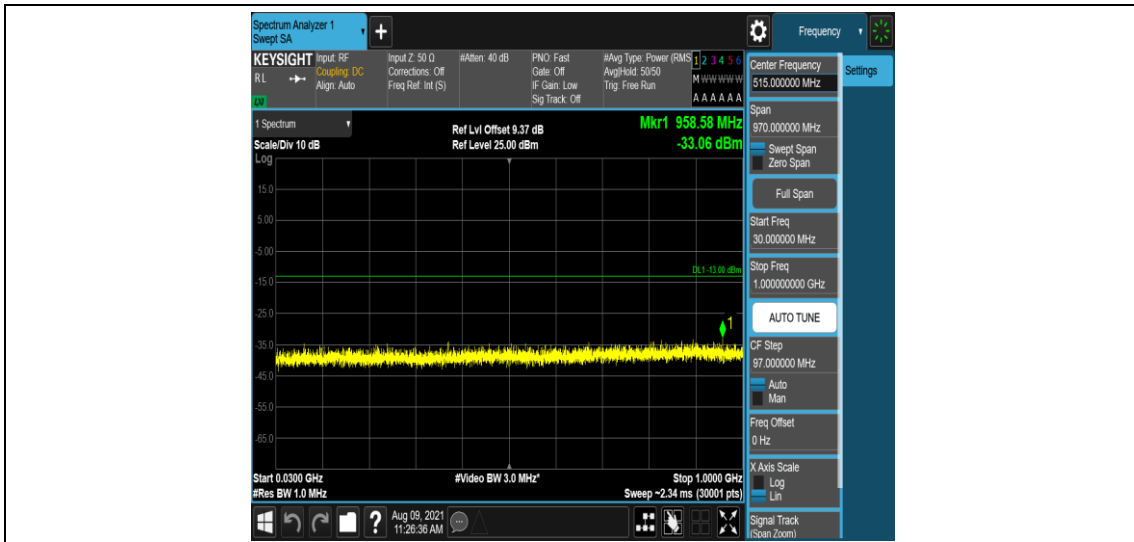 Spectrum Analyzer 1
Swept SA
+
Frequency
KEYSIGHT
RL
LM
Input: RF
Coupling: DC
Align: Auto
Input Z: 50 Ω
Corrections: Off
Freq Ref: Int (S)
#Atten: 40 dB
PNO: Fast
Gate: Off
IF Gain: Low
Sig Track: Off
#Avg Type: Power (RMS
Avg|Hold: 50/50
Trig: Free Run
1 2 3 4 5 6
M W W W W W
A A A A A A
Center Frequency
515.000000 MHz
Settings
1 Spectrum
Scale/Div 10 dB
Log
Ref Lvl Offset 9.37 dB
Ref Level 25.00 dBm
Mkr1 958.58 MHz
-33.06 dBm
15.0
5.00
-5.00
-15.0
-25.0
-35.0
-45.0
-55.0
-65.0
DL1 -13.00 dBm
1
Start 0.0300 GHz
#Res BW 1.0 MHz
#Video BW 3.0 MHz*
Stop 1.0000 GHz
Sweep ~2.34 ms (30001 pts)
Span
970.000000 MHz
Swept Span
Zero Span
Full Span
Start Freq
30.000000 MHz
Stop Freq
1.000000000 GHz
AUTO TUNE
CF Step
97.000000 MHz
Auto
Man
Freq Offset
0 Hz
X Axis Scale
Log
Lin
Signal Track
(Span Zoom)
?
Aug 09, 2021
11:26:36 AM